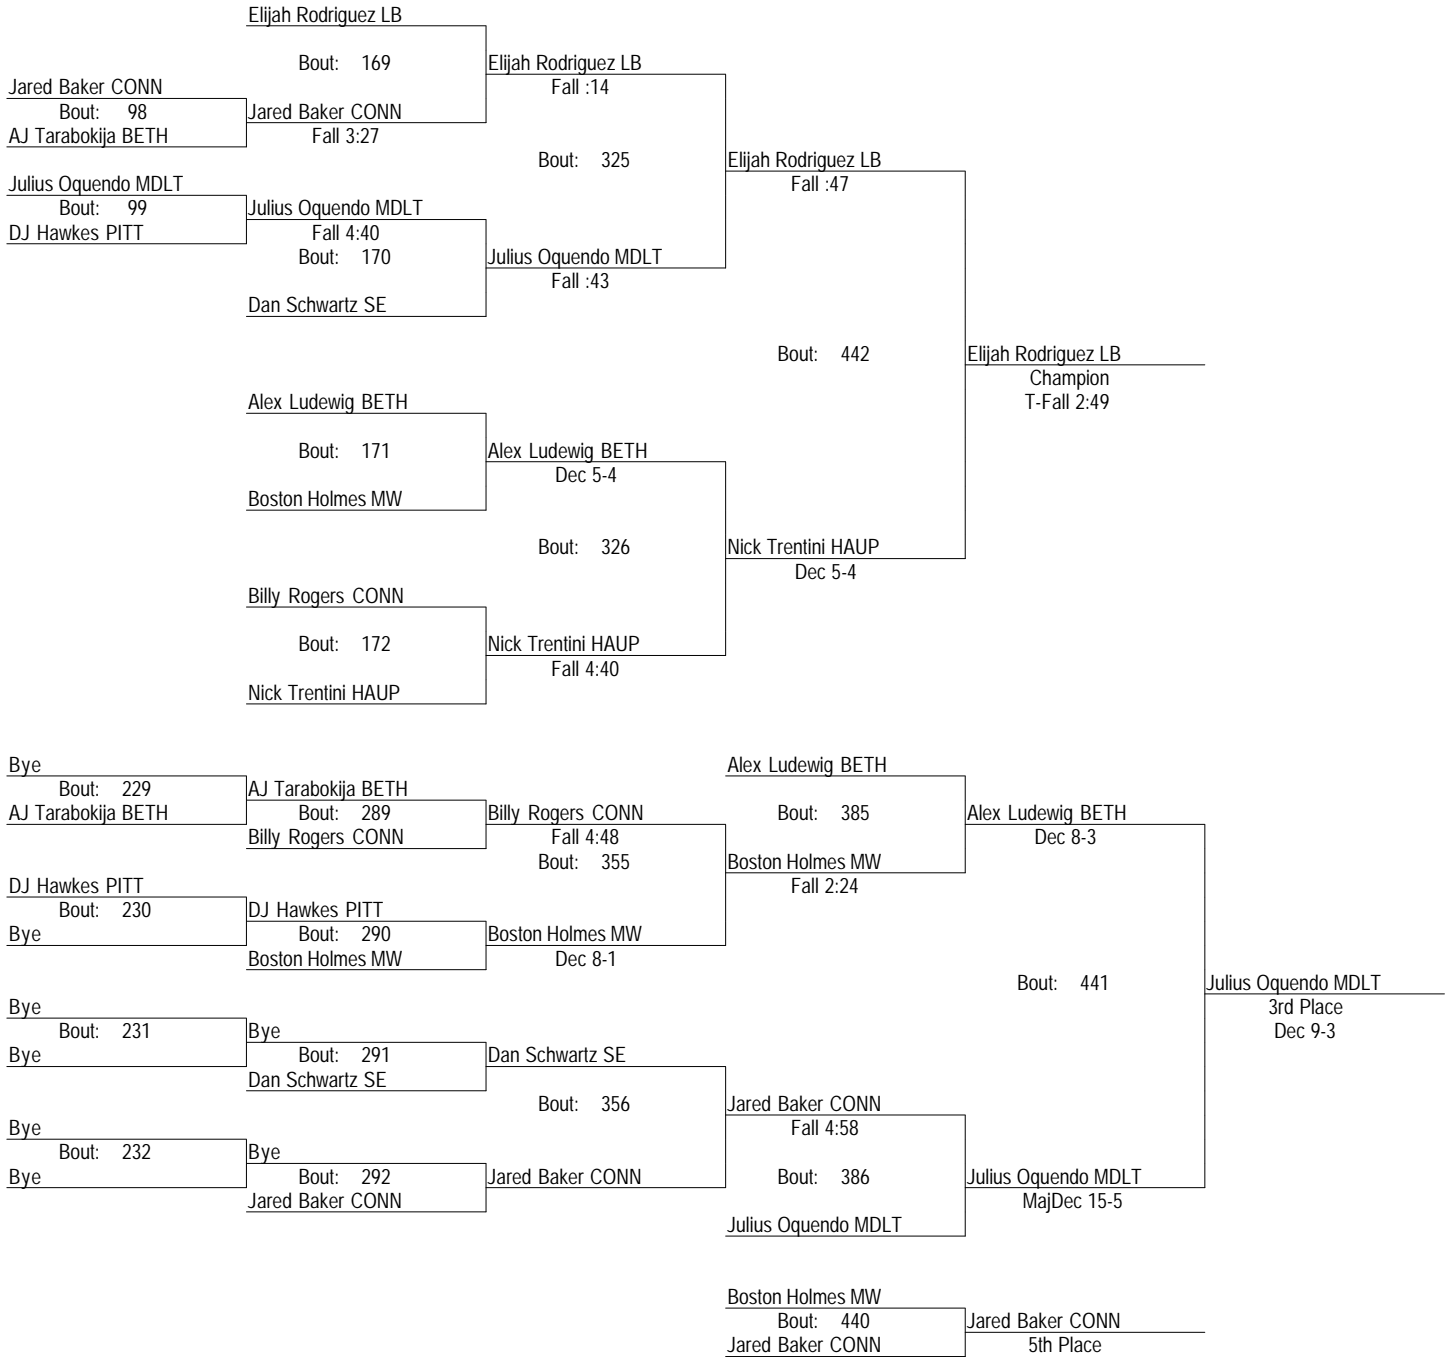 Elijah Rodriguez LB
Bout: 169
Elijah Rodriguez LB
Fall :14
Jared Baker CONN
Bout: 98
AJ Tarabokija BETH
Jared Baker CONN
Fall 3:27
Bout: 325
Elijah Rodriguez LB
Fall :47
Julius Oquendo MDLT
Bout: 99
DJ Hawkes PITT
Julius Oquendo MDLT
Fall 4:40
Bout: 170
Julius Oquendo MDLT
Fall :43
Dan Schwartz SE
Bout: 442
Elijah Rodriguez LB
Champion
T-Fall 2:49
Alex Ludewig BETH
Bout: 171
Alex Ludewig BETH
Dec 5-4
Boston Holmes MW
Bout: 326
Nick Trentini HAUP
Dec 5-4
Billy Rogers CONN
Bout: 172
Nick Trentini HAUP
Fall 4:40
Nick Trentini HAUP
Bye
Bout: 229
AJ Tarabokija BETH
AJ Tarabokija BETH
Bout: 289
Billy Rogers CONN
Billy Rogers CONN
Fall 4:48
Bout: 355
Alex Ludewig BETH
Bout: 385
Boston Holmes MW
Fall 2:24
Alex Ludewig BETH
Dec 8-3
DJ Hawkes PITT
Bout: 230
Bye
DJ Hawkes PITT
Bout: 290
Boston Holmes MW
Boston Holmes MW
Dec 8-1
Bout: 441
Julius Oquendo MDLT
3rd Place
Dec 9-3
Bye
Bout: 231
Bye
Bye
Bout: 291
Dan Schwartz SE
Dan Schwartz SE
Bout: 356
Jared Baker CONN
Fall 4:58
Bye
Bout: 232
Bye
Bye
Bout: 292
Jared Baker CONN
Jared Baker CONN
Bout: 386
Julius Oquendo MDLT
Julius Oquendo MDLT
MajDec 15-5
Boston Holmes MW
Bout: 440
Jared Baker CONN
Jared Baker CONN
5th Place